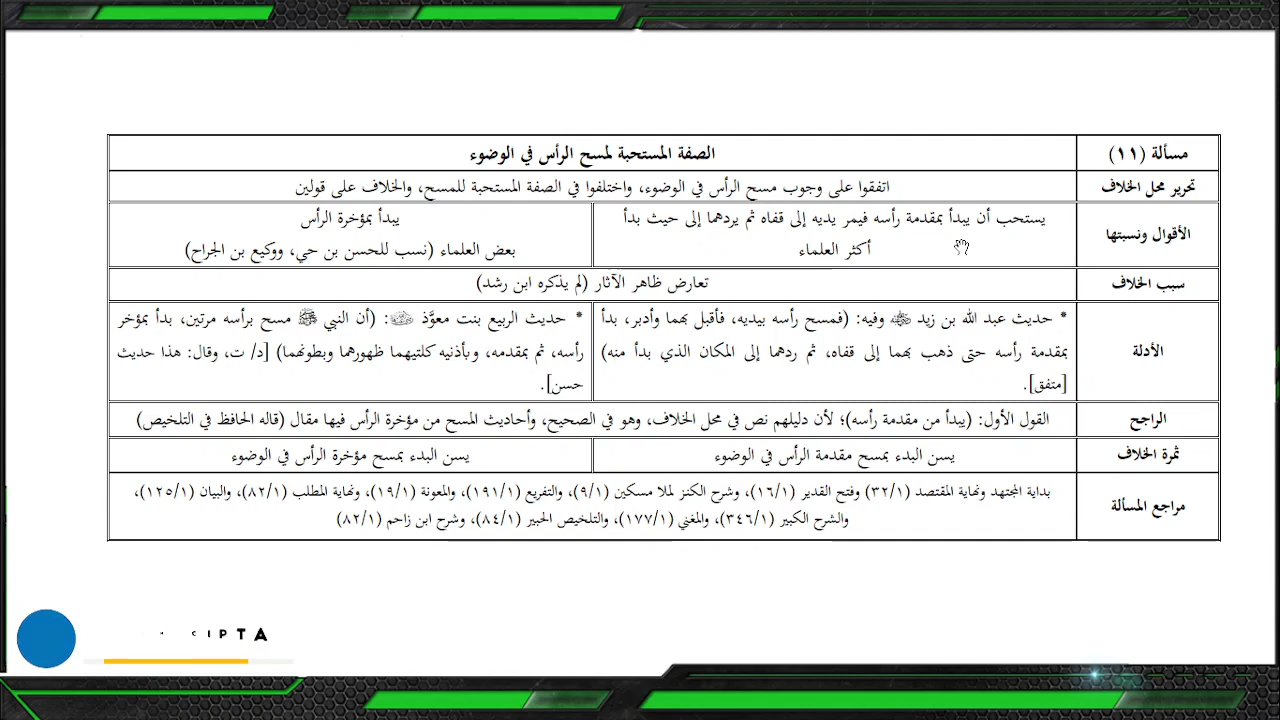 مسألة (١١)
الصفة المستحبة لمسح الرأس في الوضوء
تحرير محل الخلاف
اتفقوا على وجوب مسح الرأس في الوضوء، واختلفوا في الصفة المستحبة للمسح، والخلاف على قولين
الأقوال ونسبتها
يستحب أن يبدأ بمقدمة رأسه فيمر يديه إلى قفاه ثم يردهما إلى حيث بدأ
أكثر العلماء
يبدأ بمؤخرة الرأس
بعض العلماء (نسب للحسن بن حي، ووكيع بن الجراح)
سبب الخلاف
تعارض ظاهر الآثار (لم يذكره ابن رشد)
الأدلة
* حديث عبد الله بن زيد وفيه: (فمسح رأسه بيديه، فأقبل بهما وأدبر، بدأ
بمقدمة رأسه حتى ذهب بهما إلى قفاه، ثم ردهما إلى المكان الذي بدأ منه)
[متفق].
* حديث الربيع بنت معوَّذ : (أن النبي ﷺ مسح برأسه مرتين، بدأ بمؤخر
رأسه، ثم بمقدمه، وبأذنيه كلتيهما ظهورهما وبطونهما) [د/ ت، وقال: هذا حديث
حسن].
الراجح
القول الأول: (يبدأ من مقدمة رأسه)؛ لأن دليلهم نص في محل الخلاف، وهو في الصحيح، وأحاديث المسح من مؤخرة الرأس فيها مقال (قاله الحافظ في التلخيص)
ثمرة الخلاف
يسن البدء بمسح مقدمة الرأس في الوضوء
يسن البدء بمسح مؤخرة الرأس في الوضوء
مراجع المسألة
بداية المجتهد ونهاية المقتصد (٣٢/١) وفتح القدير (١٦/١)، وشرح الكنز لملا مسكين (٩/١)، والتفريع (١٩١/١)، والمعونة (١٩/١)، ونهاية المطلب (٨٢/١)، والبيان (١٢٥/١)،
والشرح الكبير (٣٤٦/١)، والمغني (١٧٧/١)، والتلخيص الحبير (٨٤/١)، وشرح ابن زاحم (٨٢/١)
C I P T A